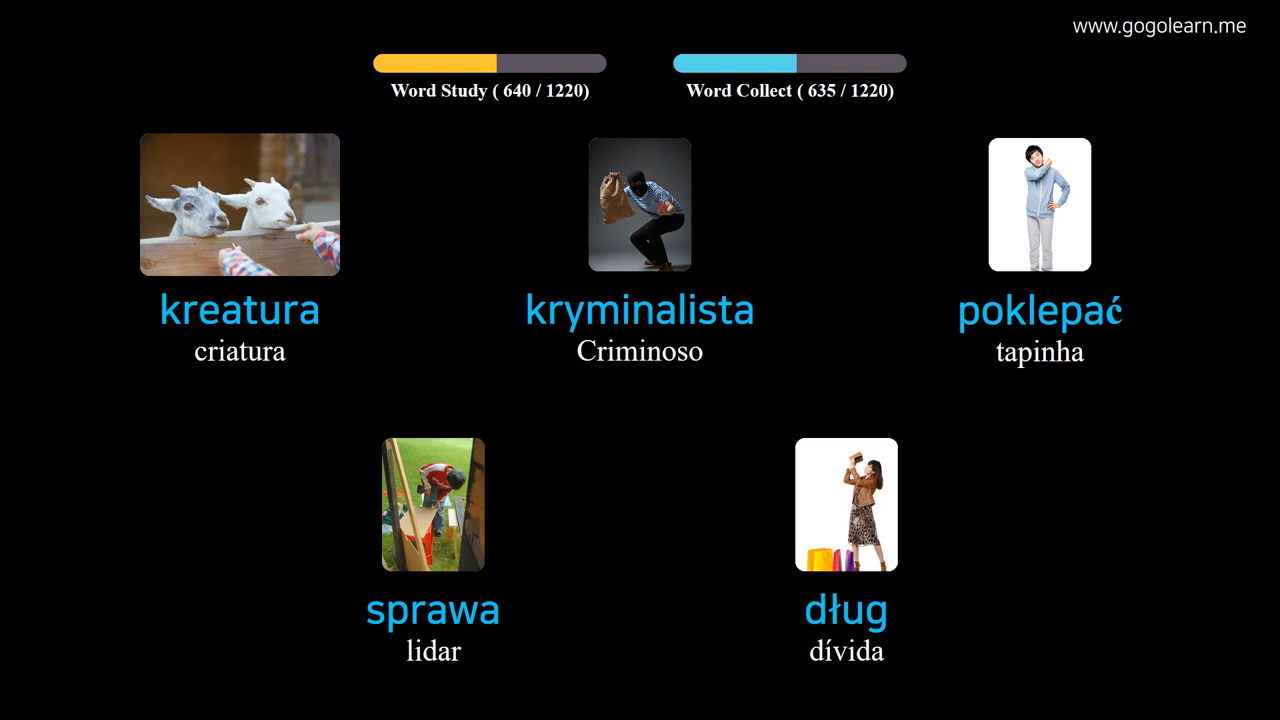 www.gogolearn.me
Word Study ( 640 / 1220)
Word Collect ( 635 / 1220)
kreatura
criatura
kryminalista
Criminoso
poklepać
tapinha
sprawa
lidar
dług
dívida